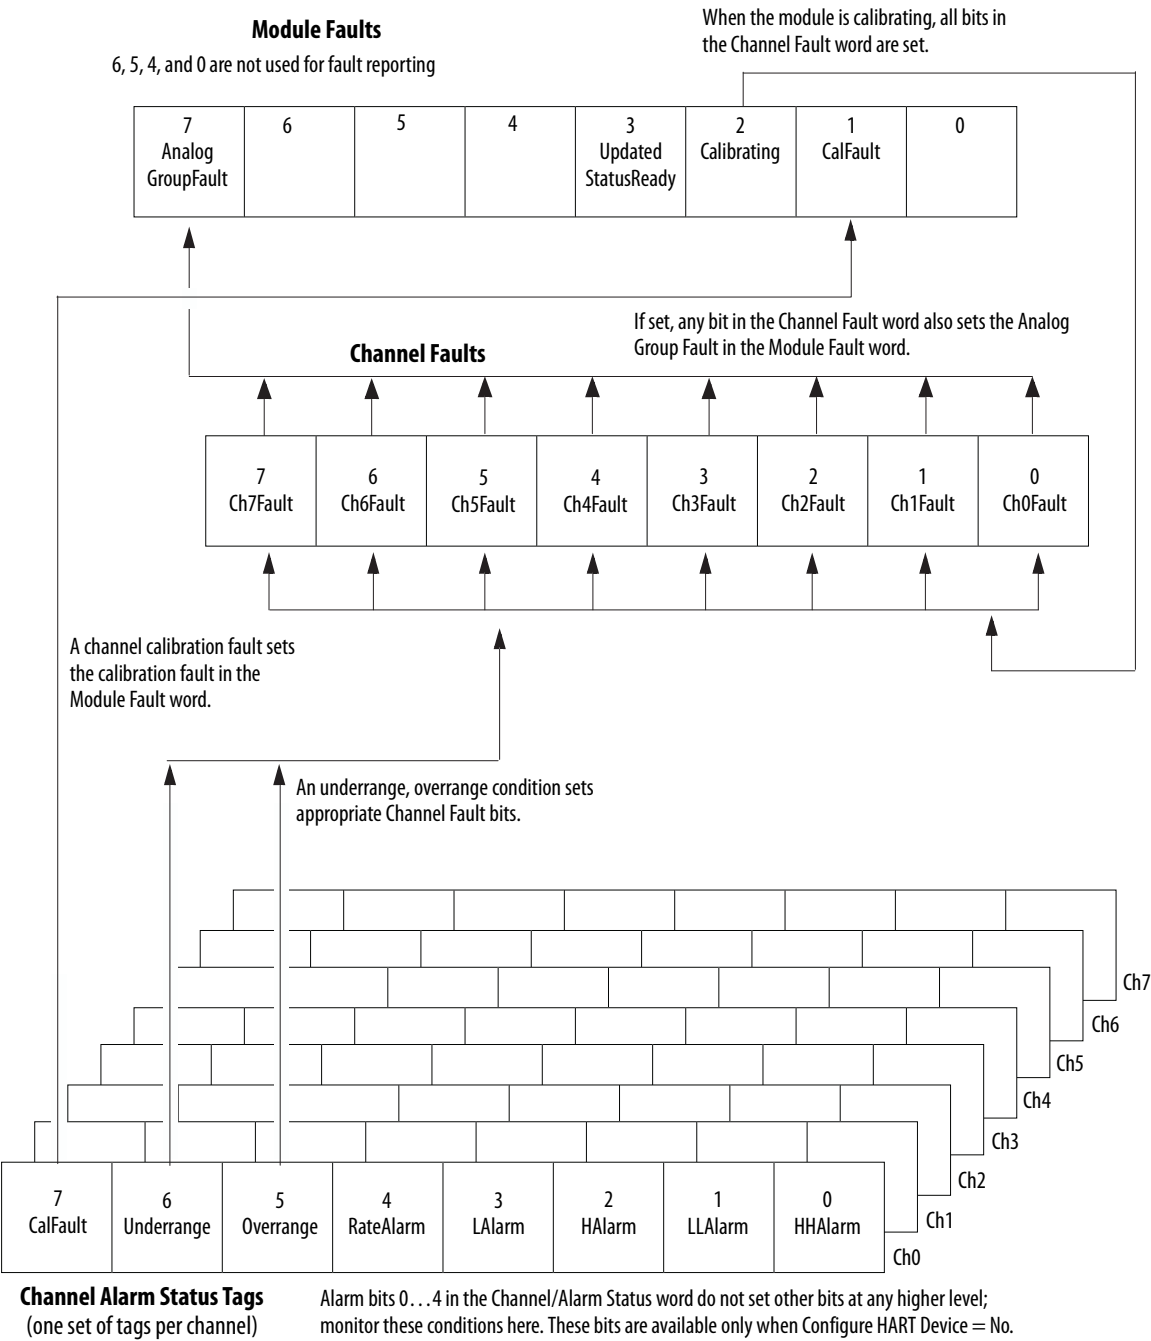 Module Faults
6, 5, 4, and 0 are not used for fault reporting
When the module is calibrating, all bits in
the Channel Fault word are set.
7
Analog
GroupFault
6
5
4
3
Updated
StatusReady
2
Calibrating
1
CalFault
0
If set, any bit in the Channel Fault word also sets the Analog
Group Fault in the Module Fault word.
Channel Faults
7
Ch7Fault
6
Ch6Fault
5
Ch5Fault
4
Ch4Fault
3
Ch3Fault
2
Ch2Fault
1
Ch1Fault
0
Ch0Fault
A channel calibration fault sets
the calibration fault in the
Module Fault word.
An underrange, overrange condition sets
appropriate Channel Fault bits.
Ch7
Ch6
Ch5
Ch4
Ch3
Ch2
Ch1
Ch0
7
CalFault
6
Underrange
5
Overrange
4
RateAlarm
3
LAlarm
2
HAlarm
1
LLAlarm
0
HHAlarm
Channel Alarm Status Tags
(one set of tags per channel)
Alarm bits 0…4 in the Channel/Alarm Status word do not set other bits at any higher level;
monitor these conditions here. These bits are available only when Configure HART Device = No.